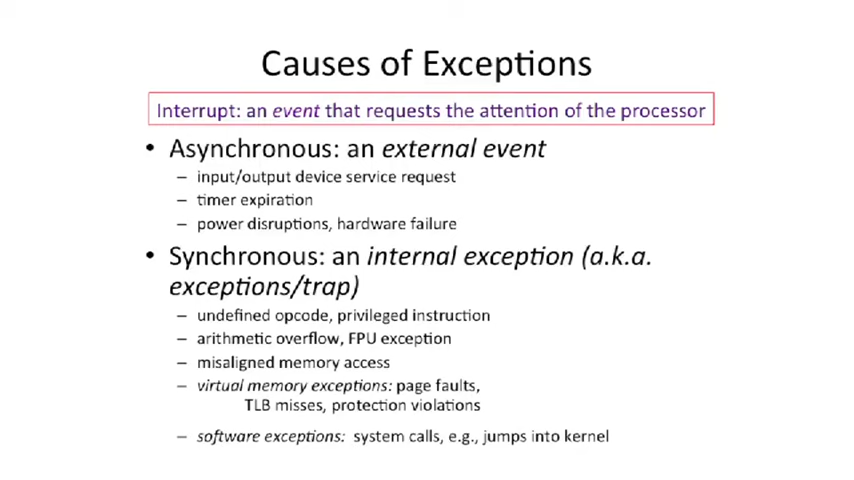 Causes of Exceptions
Interrupt: an event that requests the attention of the processor
• Asynchronous: an external event
– input/output device service request
– timer expiration
– power disruptions, hardware failure
• Synchronous: an internal exception (a.k.a.
exceptions/trap)
– undefined opcode, privileged instruction
– arithmetic overflow, FPU exception
– misaligned memory access
– virtual memory exceptions: page faults,
TLB misses, protection violations
– software exceptions: system calls, e.g., jumps into kernel